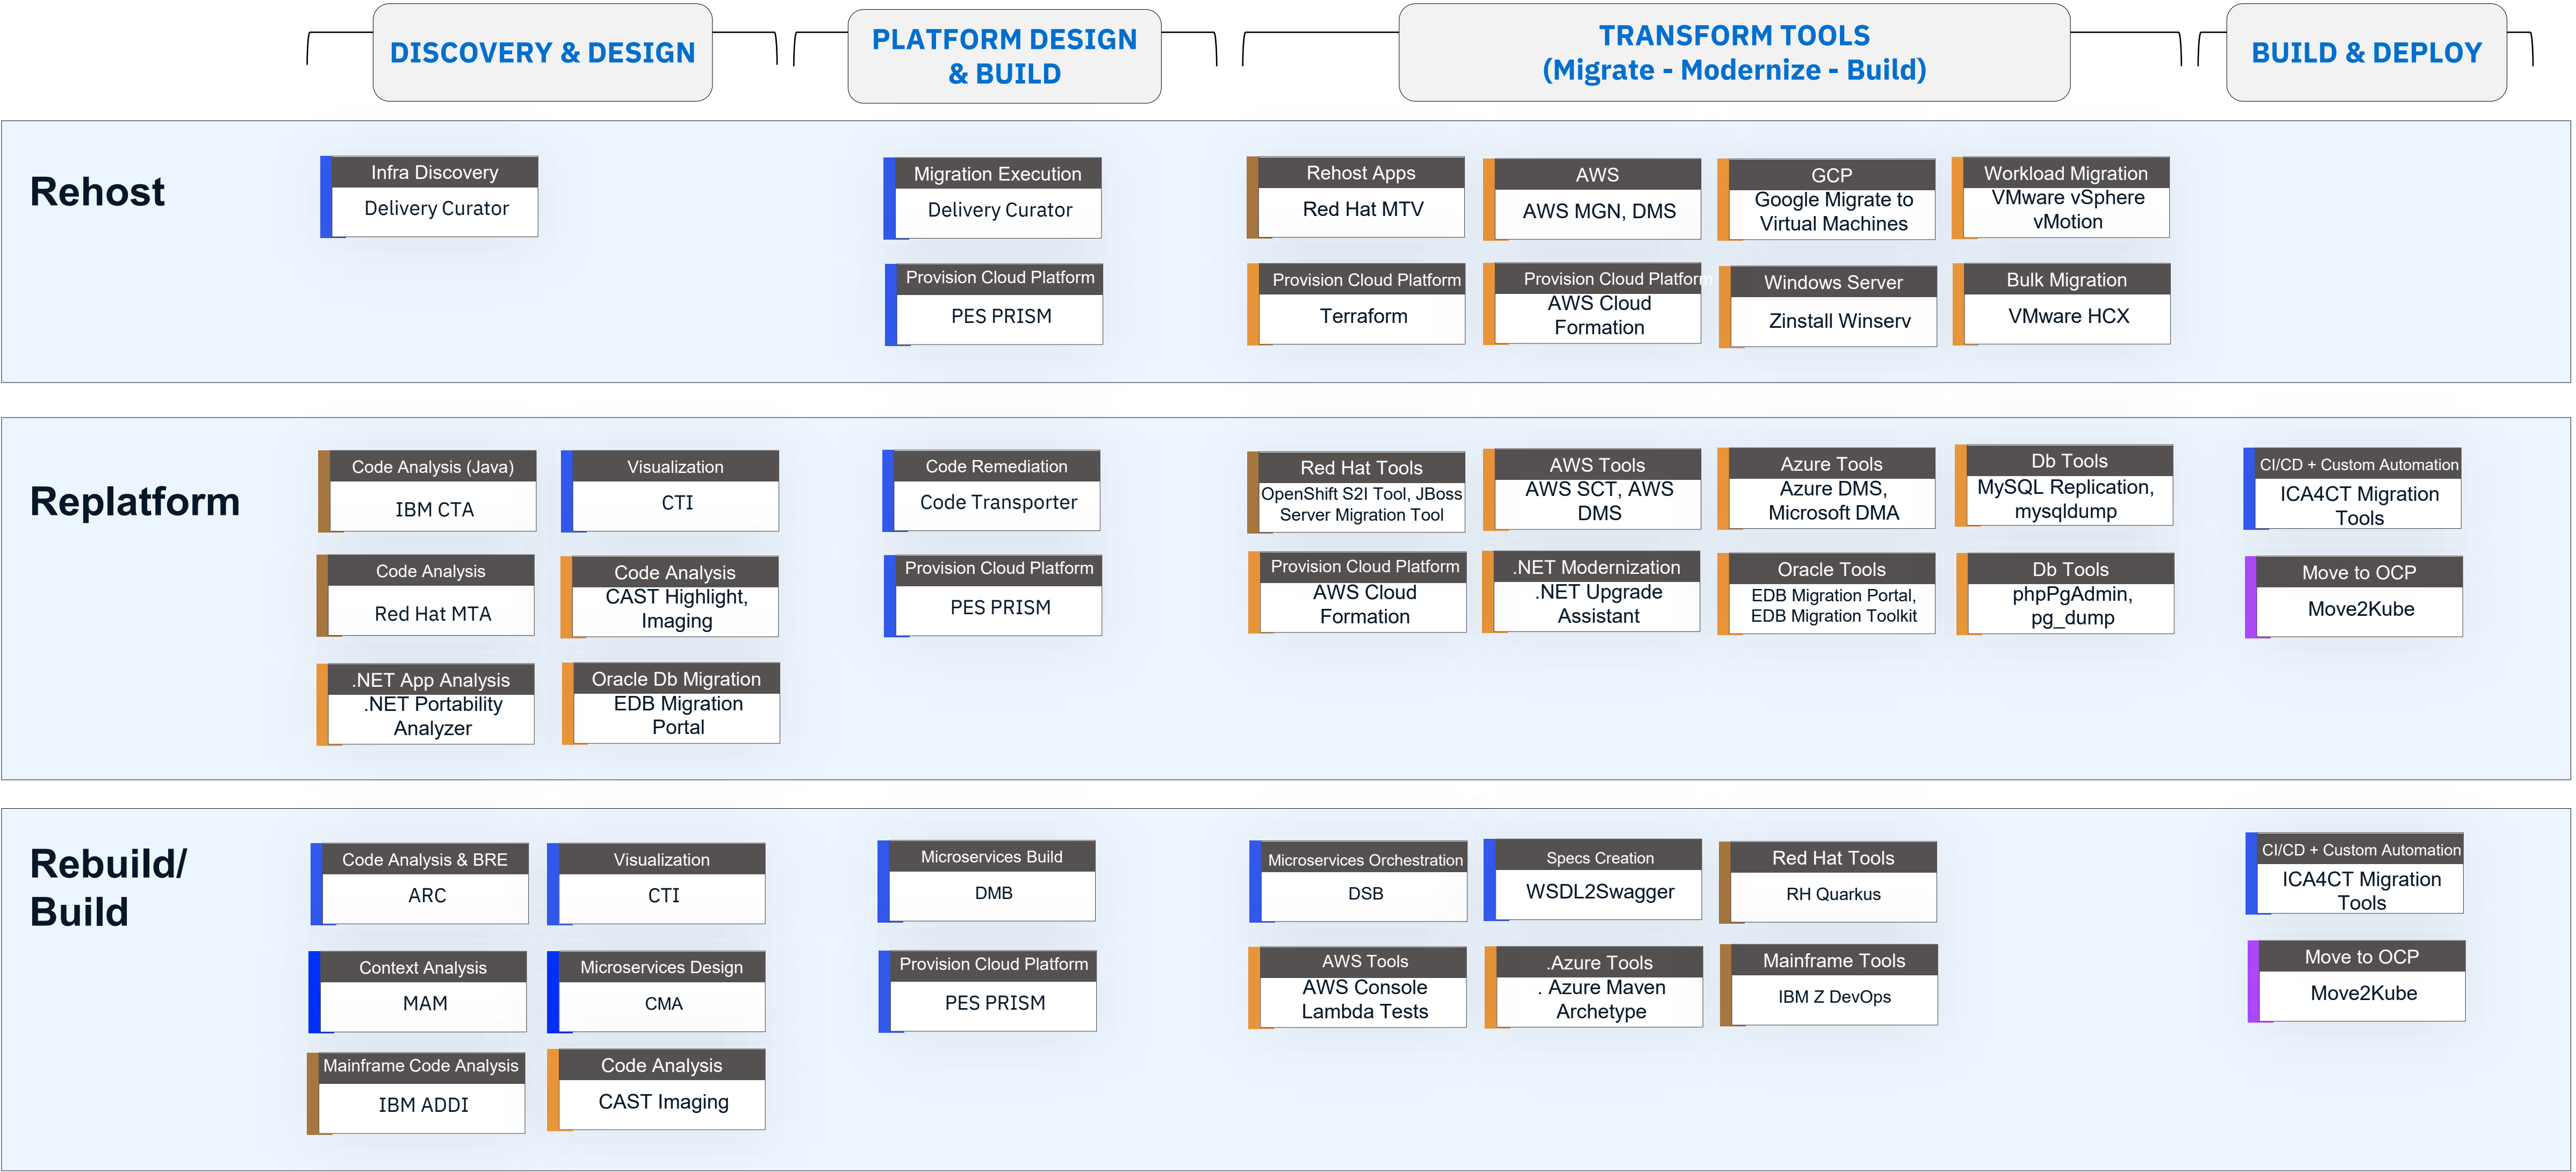 DISCOVERY & DESIGN
PLATFORM DESIGN
& BUILD
TRANSFORM TOOLS
(Migrate - Modernize - Build)
BUILD & DEPLOY
Rehost
Infra Discovery
Delivery Curator
Migration Execution
Delivery Curator
Provision Cloud Platform
PES PRISM
Rehost Apps
Red Hat MTV
AWS
AWS MGN, DMS
GCP
Google Migrate to
Virtual Machines
Workload Migration
VMware vSphere
vMotion
Provision Cloud Platform
Terraform
Provision Cloud Platform
AWS Cloud
Formation
Windows Server
Zinstall Winserv
Bulk Migration
VMware HCX
Replatform
Code Analysis (Java)
IBM CTA
Visualization
CTI
Code Analysis
Red Hat MTA
Code Analysis
CAST Highlight,
Imaging
.NET App Analysis
.NET Portability
Analyzer
Oracle Db Migration
EDB Migration
Portal
Code Remediation
Code Transporter
Provision Cloud Platform
PES PRISM
Red Hat Tools
OpenShift S2I Tool, JBoss
Server Migration Tool
AWS Tools
AWS SCT, AWS
DMS
Azure Tools
Azure DMS,
Microsoft DMA
Db Tools
MySQL Replication,
mysqldump
Provision Cloud Platform
AWS Cloud
Formation
.NET Modernization
.NET Upgrade
Assistant
Oracle Tools
EDB Migration Portal,
EDB Migration Toolkit
Db Tools
phpPgAdmin,
pg_dump
CI/CD + Custom Automation
ICA4CT Migration
Tools
Move to OCP
Move2Kube
Rebuild/
Build
Code Analysis & BRE
ARC
Visualization
CTI
Context Analysis
MAM
Microservices Design
CMA
Mainframe Code Analysis
IBM ADDI
Code Analysis
CAST Imaging
Microservices Build
DMB
Provision Cloud Platform
PES PRISM
Microservices Orchestration
DSB
Specs Creation
WSDL2Swagger
Red Hat Tools
RH Quarkus
AWS Tools
AWS Console
Lambda Tests
.Azure Tools
. Azure Maven
Archetype
Mainframe Tools
IBM Z DevOps
CI/CD + Custom Automation
ICA4CT Migration
Tools
Move to OCP
Move2Kube